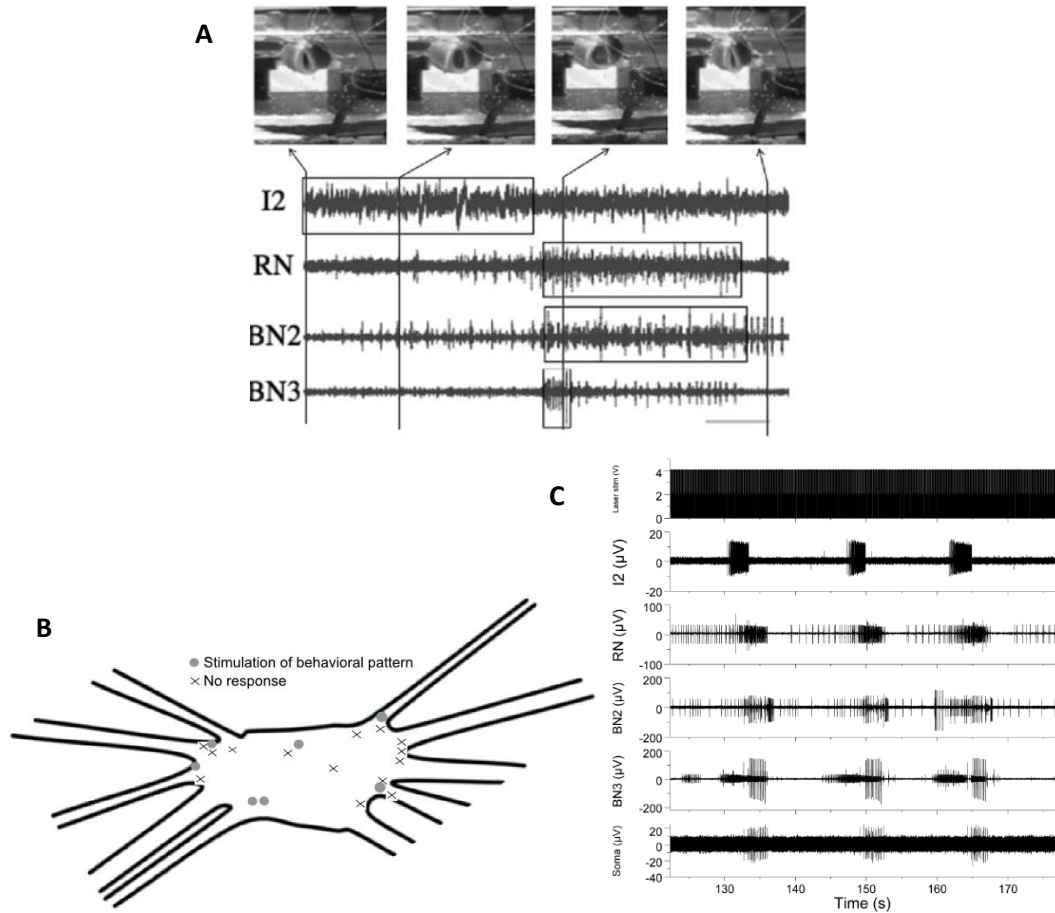 A
I2
RN
BN2
BN3
B
Stimulation of behavioral pattern
No response
C
Laser stim (V)
4
2
0
I2 (µV)
20
0
-20
RN (µV)
100
0
-100
BN2 (µV)
200
0
-200
BN3 (µV)
200
0
-200
Soma (µV)
20
0
-20
-40
130 140 150 160 170
Time (s)